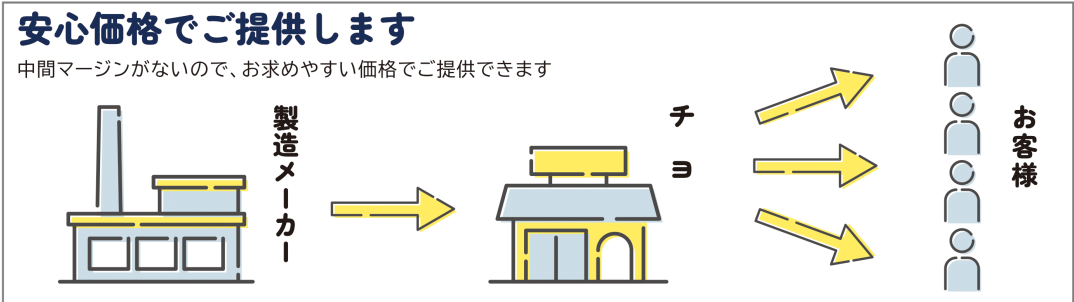 安心価格でご提供します
中間マージンがないので、お求めやすい価格でご提供できます
製造メーカー
チヨ
お客様